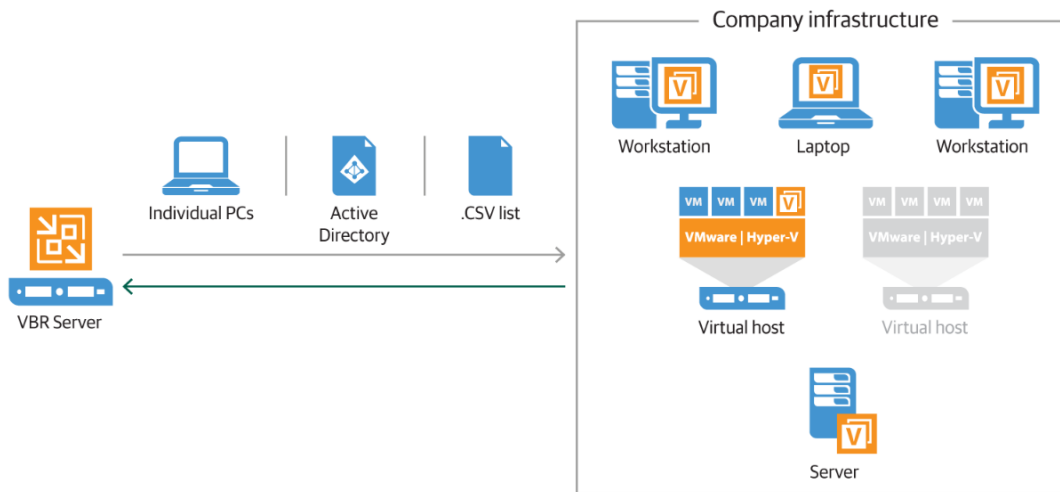 Company infrastructure
V
V
V
Workstation
Laptop
Workstation
Individual PCs
Active
Directory
.CSV list
VM VM VM V
VMware | Hyper-V
VM VM VM VM
VMware | Hyper-V
VBR Server
Virtual host
Virtual host
V
Server